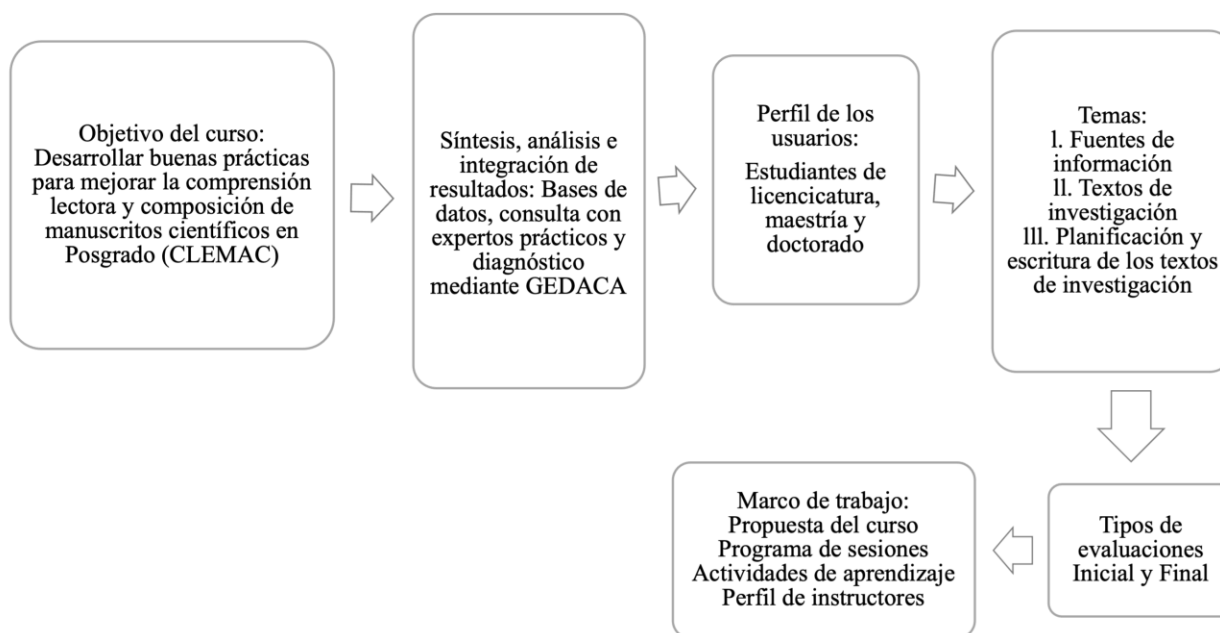 Objetivo del curso:
Desarrollar buenas prácticas
para mejorar la comprensión
lectora y composición de
manuscritos científicos en
Posgrado (CLEMAC)
Síntesis, análisis e
integración de
resultados: Bases de
datos, consulta con
expertos prácticos y
diagnóstico
mediante GEDACA
Perfil de los
usuarios:
Estudiantes de
licencicatura,
maestría y
doctorado
Temas:
l. Fuentes de
información
ll. Textos de
investigación
lll. Planificación y
escritura de los textos
de investigación
Tipos de
evaluaciones
Inicial y Final
Marco de trabajo:
Propuesta del curso
Programa de sesiones
Actividades de aprendizaje
Perfil de instructores